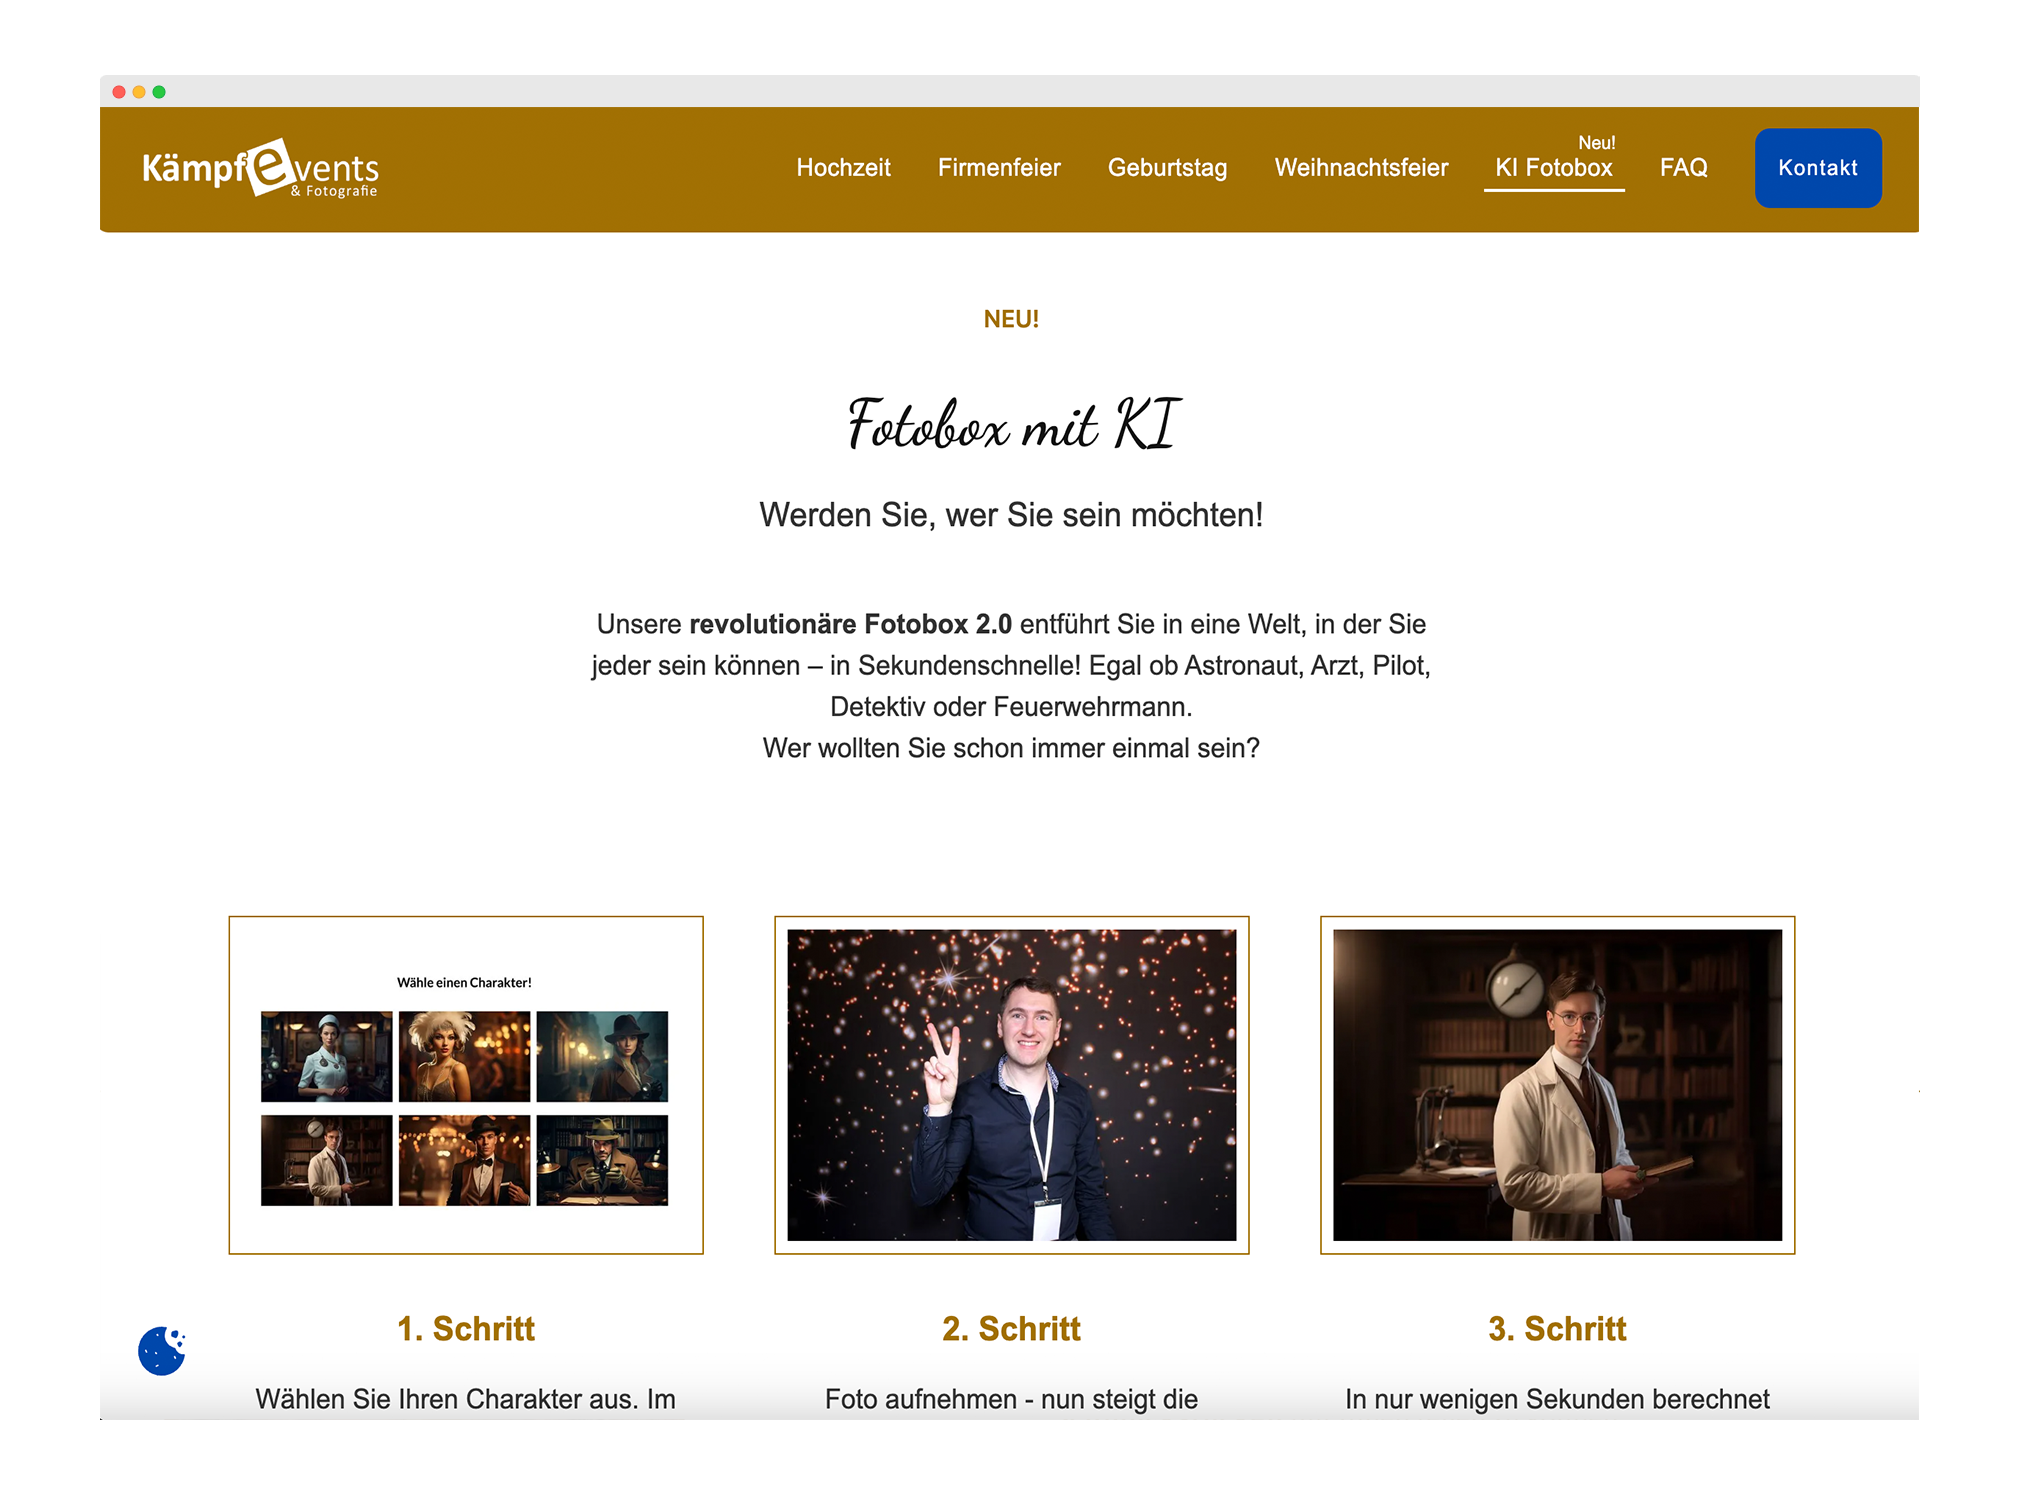 Kämpfevents
& Fotografie
Hochzeit
Firmenfeier
Geburtstag
Weihnachtsfeier
Neu!
KI Fotobox
FAQ
Kontakt
NEU!
Fotobox mit KI
Werden Sie, wer Sie sein möchten!
Unsere revolutionäre Fotobox 2.0 entführt Sie in eine Welt, in der Sie
jeder sein können – in Sekundenschnelle! Egal ob Astronaut, Arzt, Pilot,
Detektiv oder Feuerwehrmann.
Wer wollten Sie schon immer einmal sein?
Wähle einen Charakter!
1. Schritt
Wählen Sie Ihren Charakter aus. Im
2. Schritt
Foto aufnehmen - nun steigt die
3. Schritt
In nur wenigen Sekunden berechnet